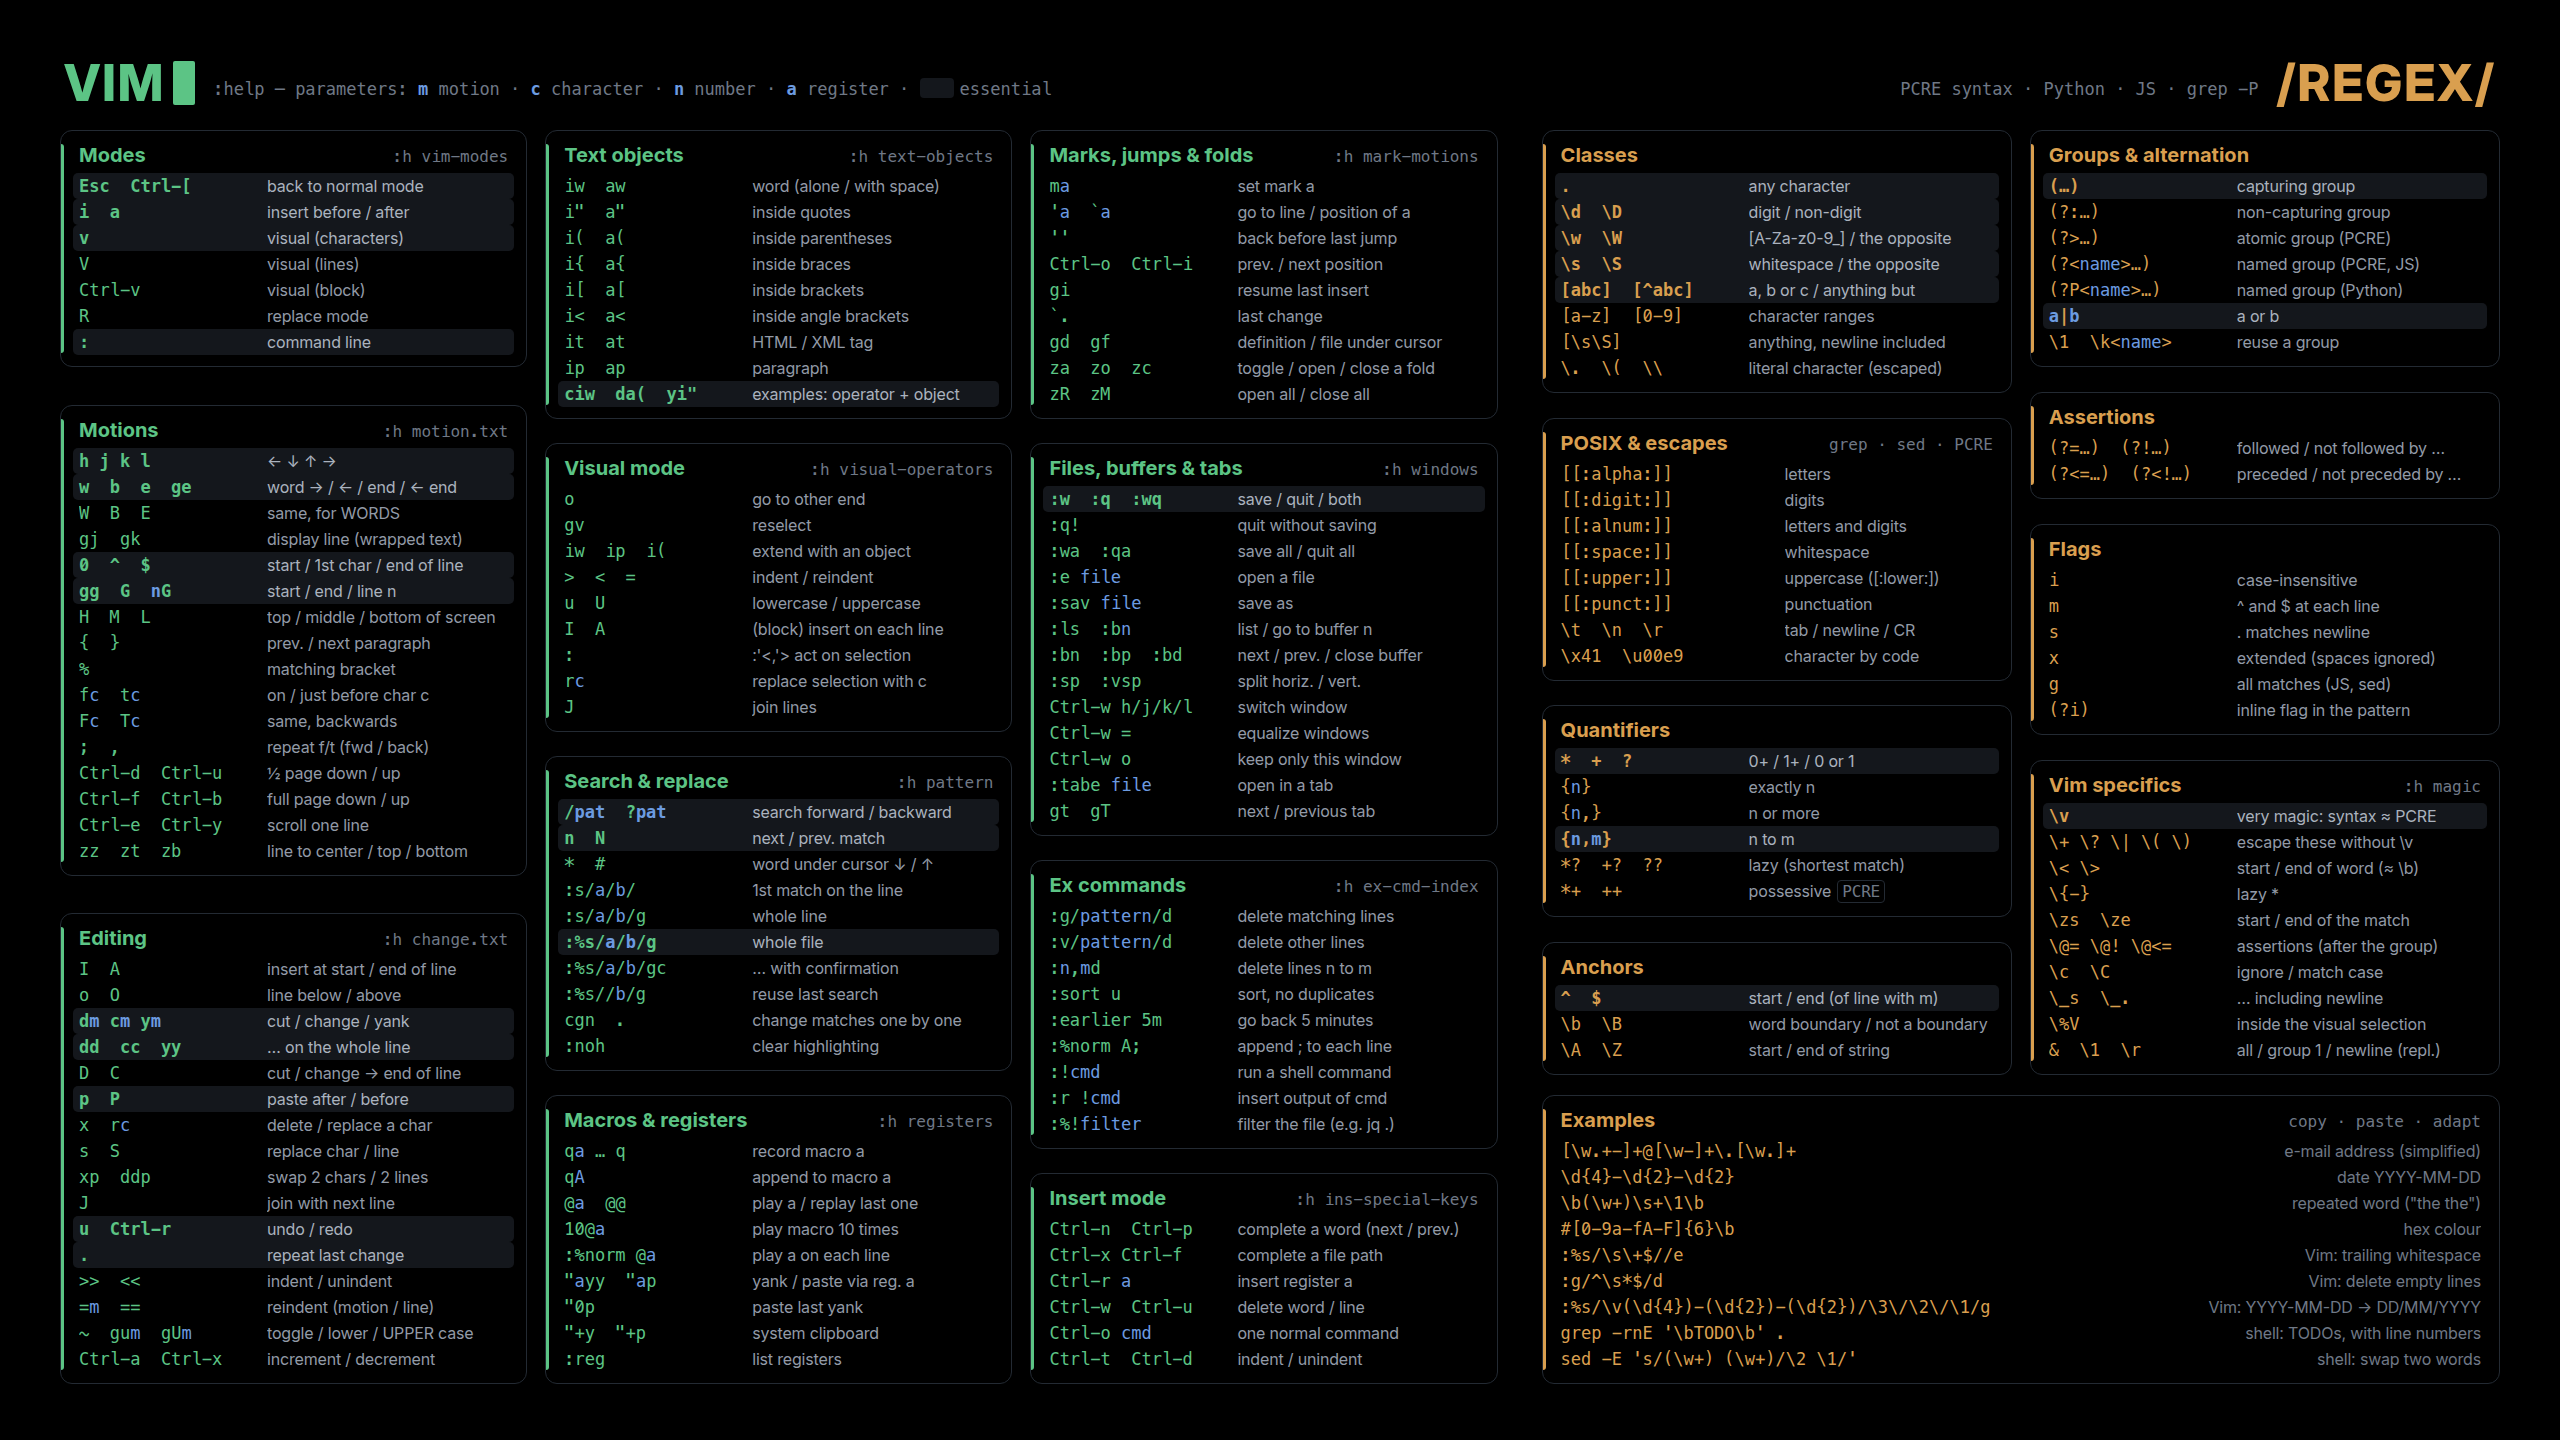 VIM
:help – parameters: m motion · c character · n number · a register · essential
PCRE syntax · Python · JS · grep -P /REGEX/
Modes :h vim-modes
Esc Ctrl-[ back to normal mode
i a insert before / after
v visual (characters)
V visual (lines)
Ctrl-v visual (block)
R replace mode
: command line
Motions :h motion.txt
h j k l ← ↓ ↑ →
w b e ge word → / ← / end / ← end
W B E same, for WORDS
gj gk display line (wrapped text)
0 ^ $ start / 1st char / end of line
gg G nG start / end / line n
H M L top / middle / bottom of screen
{ } prev. / next paragraph
% matching bracket
fc tc on / just before char c
Fc Tc same, backwards
; , repeat f/t (fwd / back)
Ctrl-d Ctrl-u ½ page down / up
Ctrl-f Ctrl-b full page down / up
Ctrl-e Ctrl-y scroll one line
zz zt zb line to center / top / bottom
Editing :h change.txt
I A insert at start / end of line
o O line below / above
dm cm ym cut / change / yank
dd cc yy ... on the whole line
D C cut / change → end of line
p P paste after / before
x rc delete / replace a char
s S replace char / line
xp ddp swap 2 chars / 2 lines
J join with next line
u Ctrl-r undo / redo
. repeat last change
>> << indent / unindent
=m == reindent (motion / line)
~ gum gUm toggle / lower / UPPER case
Ctrl-a Ctrl-x increment / decrement
Text objects :h text-objects
iw aw word (alone / with space)
i" a" inside quotes
i( a( inside parentheses
i{ a{ inside braces
i[ a[ inside brackets
i< a< inside angle brackets
it at HTML / XML tag
ip ap paragraph
ciw da( yi" examples: operator + object
Visual mode :h visual-operators
o go to other end
gv reselect
iw ip i( extend with an object
> < = indent / reindent
u U lowercase / uppercase
I A (block) insert on each line
: :'<,'> act on selection
rc replace selection with c
J join lines
Search & replace :h pattern
/pat ?pat search forward / backward
n N next / prev. match
* # word under cursor ↓ / ↑
:s/a/b/ 1st match on the line
:s/a/b/g whole line
:%s/a/b/g whole file
:%s/a/b/gc ... with confirmation
:%s//b/g reuse last search
cgn . change matches one by one
:noh clear highlighting
Macros & registers :h registers
qa … q record macro a
qA append to macro a
@a @@ play a / replay last one
10@a play macro 10 times
:%norm @a play a on each line
"ayy "ap yank / paste via reg. a
"0p paste last yank
"+y "+p system clipboard
:reg list registers
Marks, jumps & folds :h mark-motions
ma set mark a
'a `a go to line / position of a
'' back before last jump
Ctrl-o Ctrl-i prev. / next position
gi resume last insert
`. last change
gd gf definition / file under cursor
za zo zc toggle / open / close a fold
zR zM open all / close all
Files, buffers & tabs :h windows
:w :q :wq save / quit / both
:q! quit without saving
:wa :qa save all / quit all
:e file open a file
:sav file save as
:ls :bn list / go to buffer n
:bn :bp :bd next / prev. / close buffer
:sp :vsp split horiz. / vert.
Ctrl-w h/j/k/l switch window
Ctrl-w = equalize windows
Ctrl-w o keep only this window
:tabe file open in a tab
gt gT next / previous tab
Ex commands :h ex-cmd-index
:g/pattern/d delete matching lines
:v/pattern/d delete other lines
:n,md delete lines n to m
:sort u sort, no duplicates
:earlier 5m go back 5 minutes
:%norm A; append ; to each line
:!cmd run a shell command
:r !cmd insert output of cmd
:%!filter filter the file (e.g. jq .)
Insert mode :h ins-special-keys
Ctrl-n Ctrl-p complete a word (next / prev.)
Ctrl-x Ctrl-f complete a file path
Ctrl-r a insert register a
Ctrl-w Ctrl-u delete word / line
Ctrl-o cmd one normal command
Ctrl-t Ctrl-d indent / unindent
Classes
. any character
\d \D digit / non-digit
\w \W [A-Za-z0-9_] / the opposite
\s \S whitespace / the opposite
[abc] [^abc] a, b or c / anything but
[a-z] [0-9] character ranges
[\s\S] anything, newline included
\. \( \\ literal character (escaped)
POSIX & escapes grep · sed · PCRE
[[:alpha:]] letters
[[:digit:]] digits
[[:alnum:]] letters and digits
[[:space:]] whitespace
[[:upper:]] uppercase ([:lower:])
[[:punct:]] punctuation
\t \n \r tab / newline / CR
\x41 \u00e9 character by code
Quantifiers
* + ? 0+ / 1+ / 0 or 1
{n} exactly n
{n,} n or more
{n,m} n to m
*? +? ?? lazy (shortest match)
*+ ++ possessive PCRE
Anchors
^ $ start / end (of line with m)
\b \B word boundary / not a boundary
\A \Z start / end of string
Groups & alternation
(…) capturing group
(?:…) non-capturing group
(?>…) atomic group (PCRE)
(?<name>…) named group (PCRE, JS)
(?P<name>…) named group (Python)
a|b a or b
\1 \k<name> reuse a group
Assertions
(?=…) (?!…) followed / not followed by ...
(?<=…) (?<!…) preceded / not preceded by ...
Flags
i case-insensitive
m ^ and $ at each line
s . matches newline
x extended (spaces ignored)
g all matches (JS, sed)
(?i) inline flag in the pattern
Vim specifics :h magic
\v very magic: syntax ≈ PCRE
\+ \? \| \( \) escape these without \v
\< \> start / end of word (≈ \b)
\{-} lazy *
\zs \ze start / end of the match
\@= \@! \@<= assertions (after the group)
\c \C ignore / match case
\_s \_. ... including newline
\%V inside the visual selection
& \1 \r all / group 1 / newline (repl.)
Examples copy · paste · adapt
[\w.+-]+@[\w-]+\.[\w.]+ e-mail address (simplified)
\d{4}-\d{2}-\d{2} date YYYY-MM-DD
\b(\w+)\s+\1\b repeated word ("the the")
#[0-9a-fA-F]{6}\b hex colour
:%s/\s\+$//e Vim: trailing whitespace
:g/^\s*$/d Vim: delete empty lines
:%s/\v(\d{4})-(\d{2})-(\d{2})/\3\/\2\/\1/g Vim: YYYY-MM-DD → DD/MM/YYYY
grep -rnE '\bTODO\b' . shell: TODOs, with line numbers
sed -E 's/(\w+) (\w+)/\2 \1/' shell: swap two words